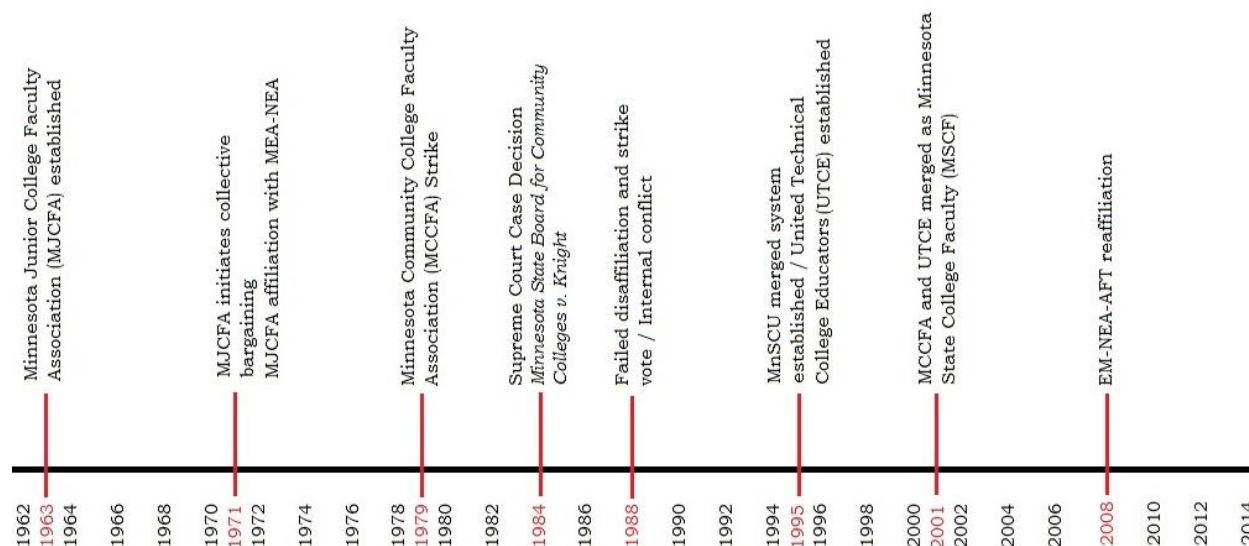 Minnesota Junior College Faculty
Association (MJCFA) established
MJCFA initiates collective
bargaining
MJCFA affiliation with MEA-NEA
Minnesota Community College Faculty
Association (MCCFA) Strike
Supreme Court Case Decision
Minnesota State Board for Community
Colleges v. Knight
Failed disaffiliation and strike
vote / Internal conflict
MnSCU merged system
established / United Technical
College Educators (UTCE) established
MCCFA and UTCE merged as Minnesota
State College Faculty (MSCF)
EM-NEA-AFT reaffiliation
1962
1963
1964
1966
1968
1970
1971
1972
1974
1976
1978
1979
1980
1982
1984
1986
1988
1990
1992
1994
1995
1996
1998
2000
2001
2002
2004
2006
2008
2010
2012
2014